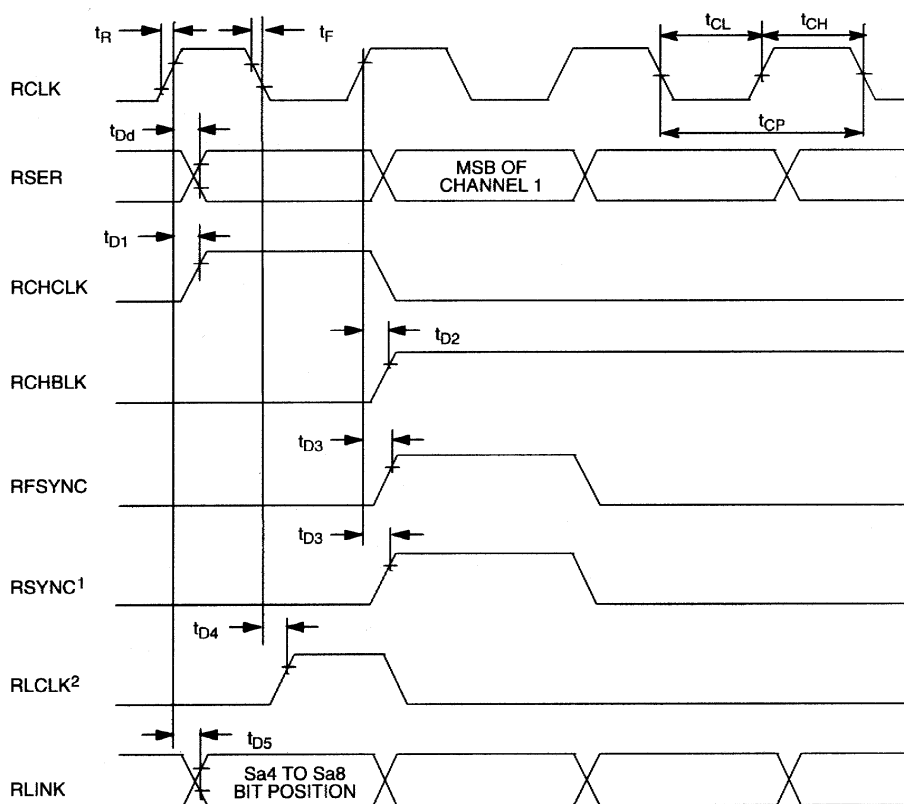 tR
tF
tCL
tCH
RCLK
tCP
tDd
RSER
MSB OF
CHANNEL 1
tD1
RCHCLK
tD2
RCHBLK
tD3
RFSYNC
tD3
RSYNC1
tD4
RLCLK2
tD5
RLINK
Sa4 TO Sa8
BIT POSITION